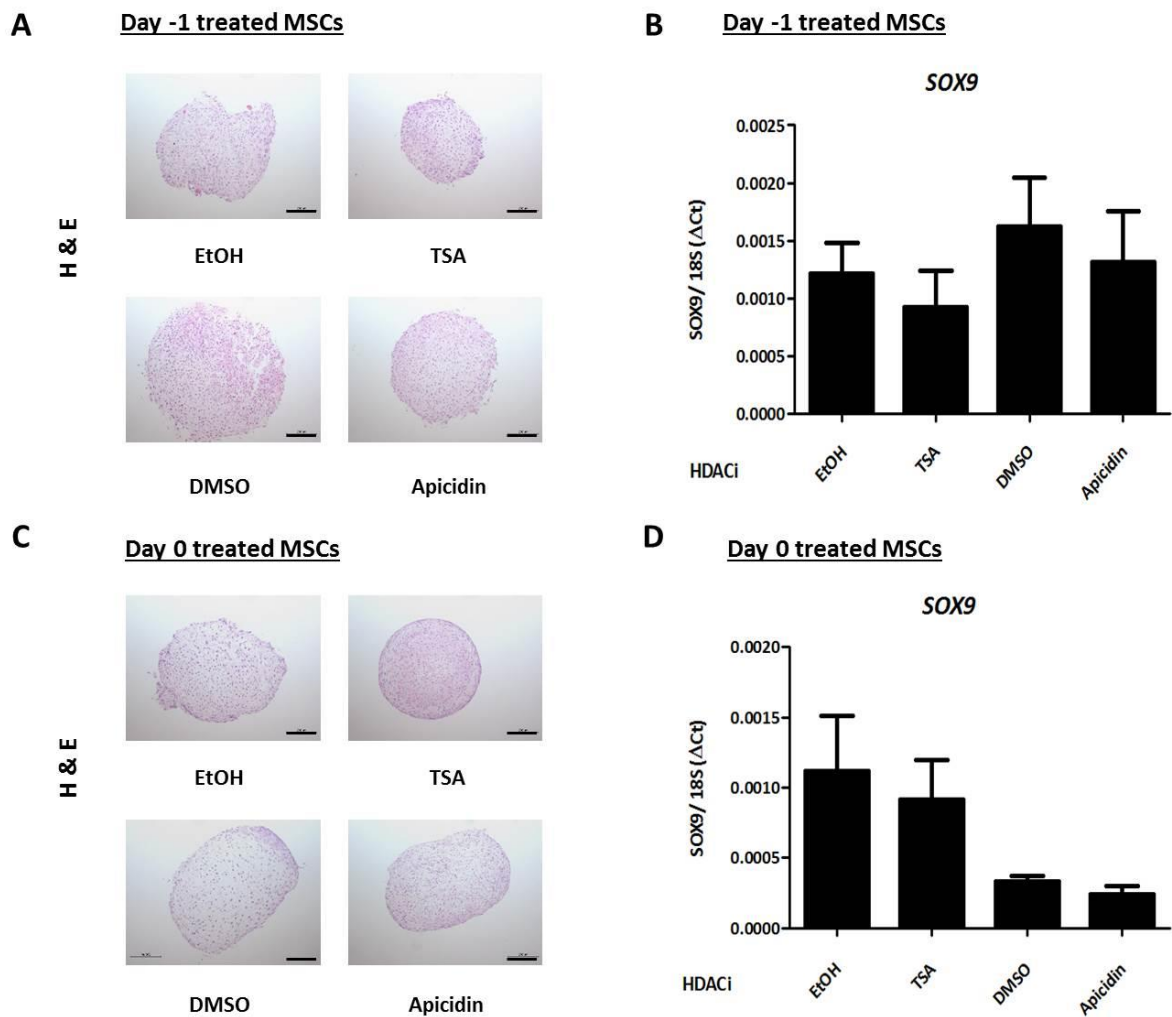 A
Day -1 treated MSCs
H & E
EtOH
TSA
DMSO
Apicidin
B
Day -1 treated MSCs
SOX9
SOX9/ 18S (ΔCt)
0.0025
0.0020
0.0015
0.0010
0.0005
0.0000
HDACi
EtOH
TSA
DMSO
Apicidin
C
Day 0 treated MSCs
H & E
EtOH
TSA
DMSO
Apicidin
D
Day 0 treated MSCs
SOX9
SOX9/ 18S (ΔCt)
0.0020
0.0015
0.0010
0.0005
0.0000
HDACi
EtOH
TSA
DMSO
Apicidin